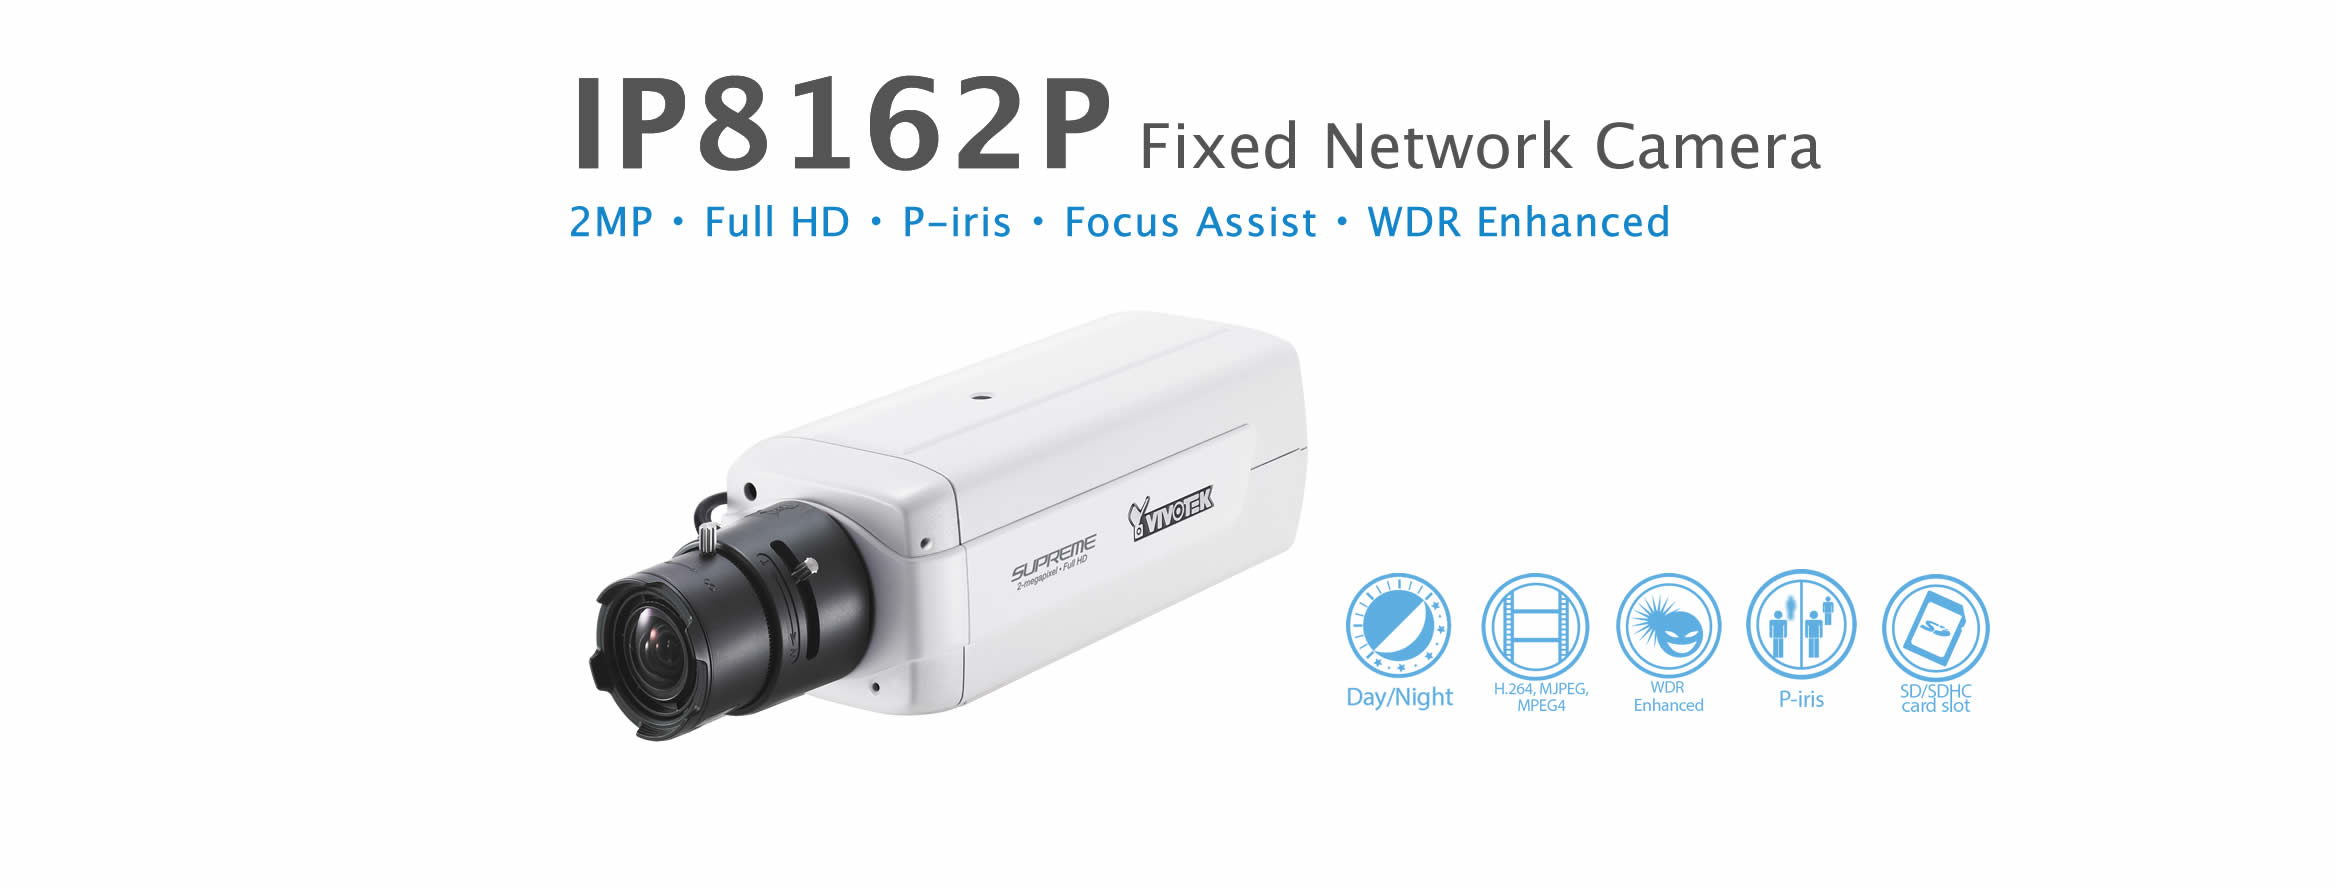 IP8162P Fixed Network Camera
2MP • Full HD • P-iris • Focus Assist • WDR Enhanced
VIVOTEK
SUPREME
2-megapixel • Full HD
Day/Night
H.264, MJPEG,
MPEG4
WDR
Enhanced
P-iris
SD
SD/SDHC
card slot